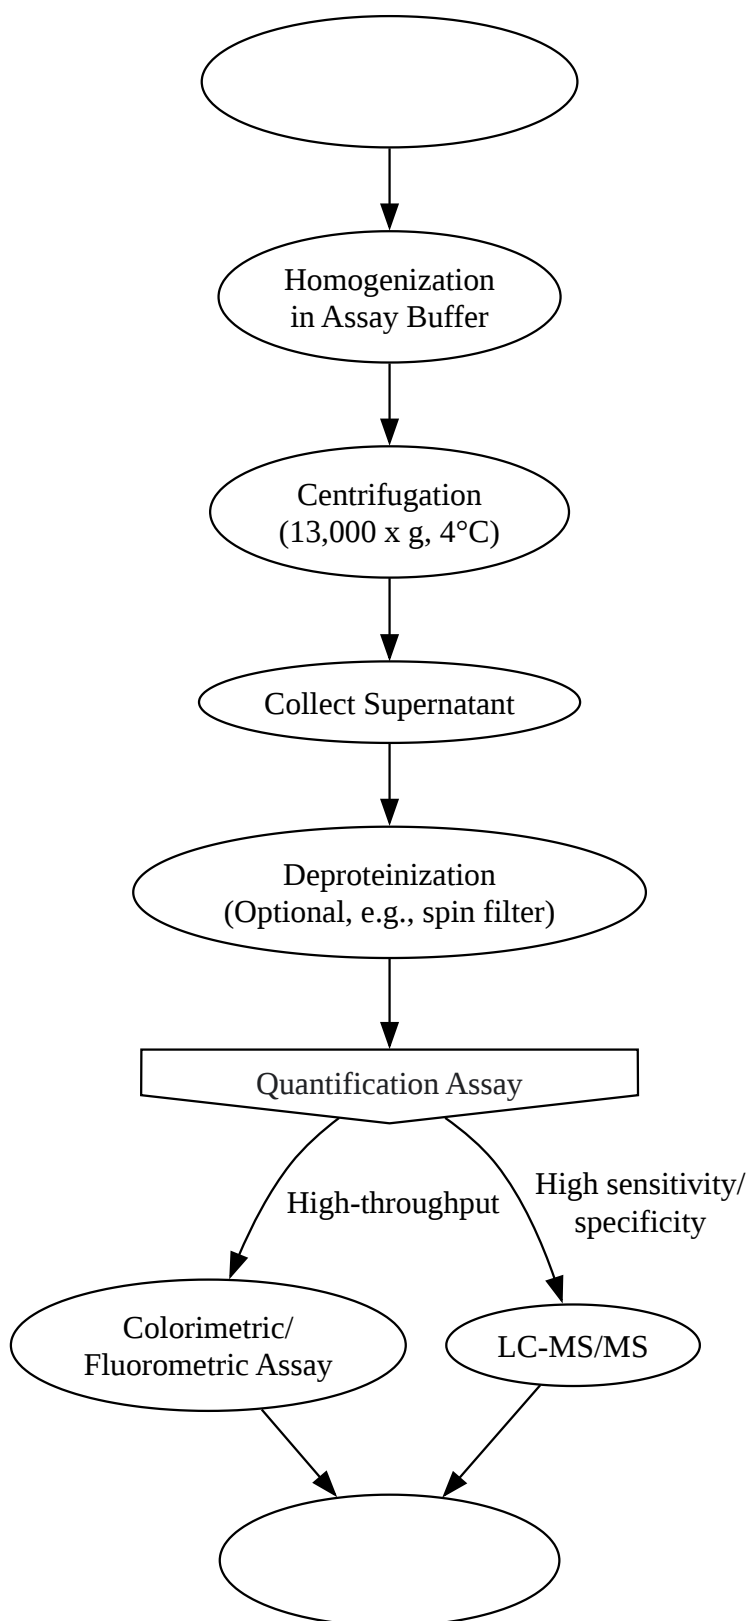 Homogenization
in Assay Buffer
Centrifugation
(13,000 x g, 4°C)
Collect Supernatant
Deproteinization
(Optional, e.g., spin filter)
Quantification Assay
High-throughput
High sensitivity/
specificity
Colorimetric/
Fluorometric Assay
LC-MS/MS